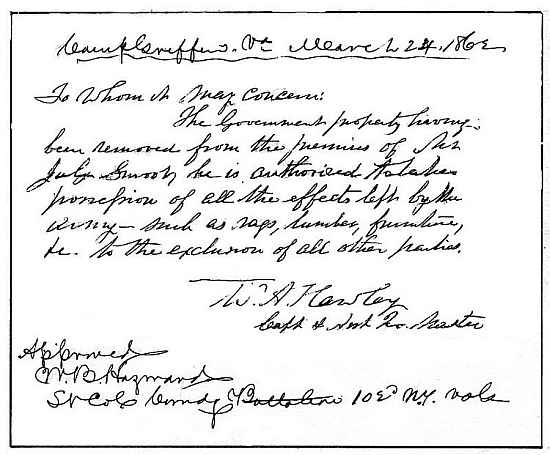 Camp Griffin. Va March 24, 1862
To Whom it May Concern:
The Government property having
been removed from the premises of Mr
Smoot, he is authorized to take
possession of all the effects left by the
Army – such as rags, lumber, furniture,
&c. to the exclusion of all other parties.
W. A. Hawley
Capt & Asst Qr. Master
Approved
W. B. Hayward
Lt Col Comdg Battalion 102d N.Y. Vols